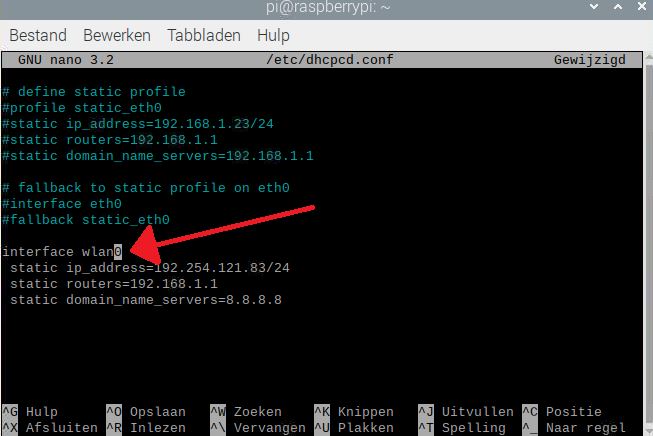 pi@raspberrypi: ~
Bestand Bewerken Tabbladen Hulp
GNU nano 3.2 /etc/dhcpcd.conf Gewijzigd
# define static profile
#profile static_eth0
#static ip_address=192.168.1.23/24
#static routers=192.168.1.1
#static domain_name_servers=192.168.1.1
# fallback to static profile on eth0
#interface eth0
#fallback static_eth0
interface wlan0
static ip_address=192.254.121.83/24
static routers=192.168.1.1
static domain_name_servers=8.8.8.8
^G Hulp ^O Opslaan ^W Zoeken ^K Knippen ^J Uitvullen ^C Positie
^X Afsluiten ^R Inlezen ^\ Vervangen ^U Plakken ^T Spelling ^_ Naar regel